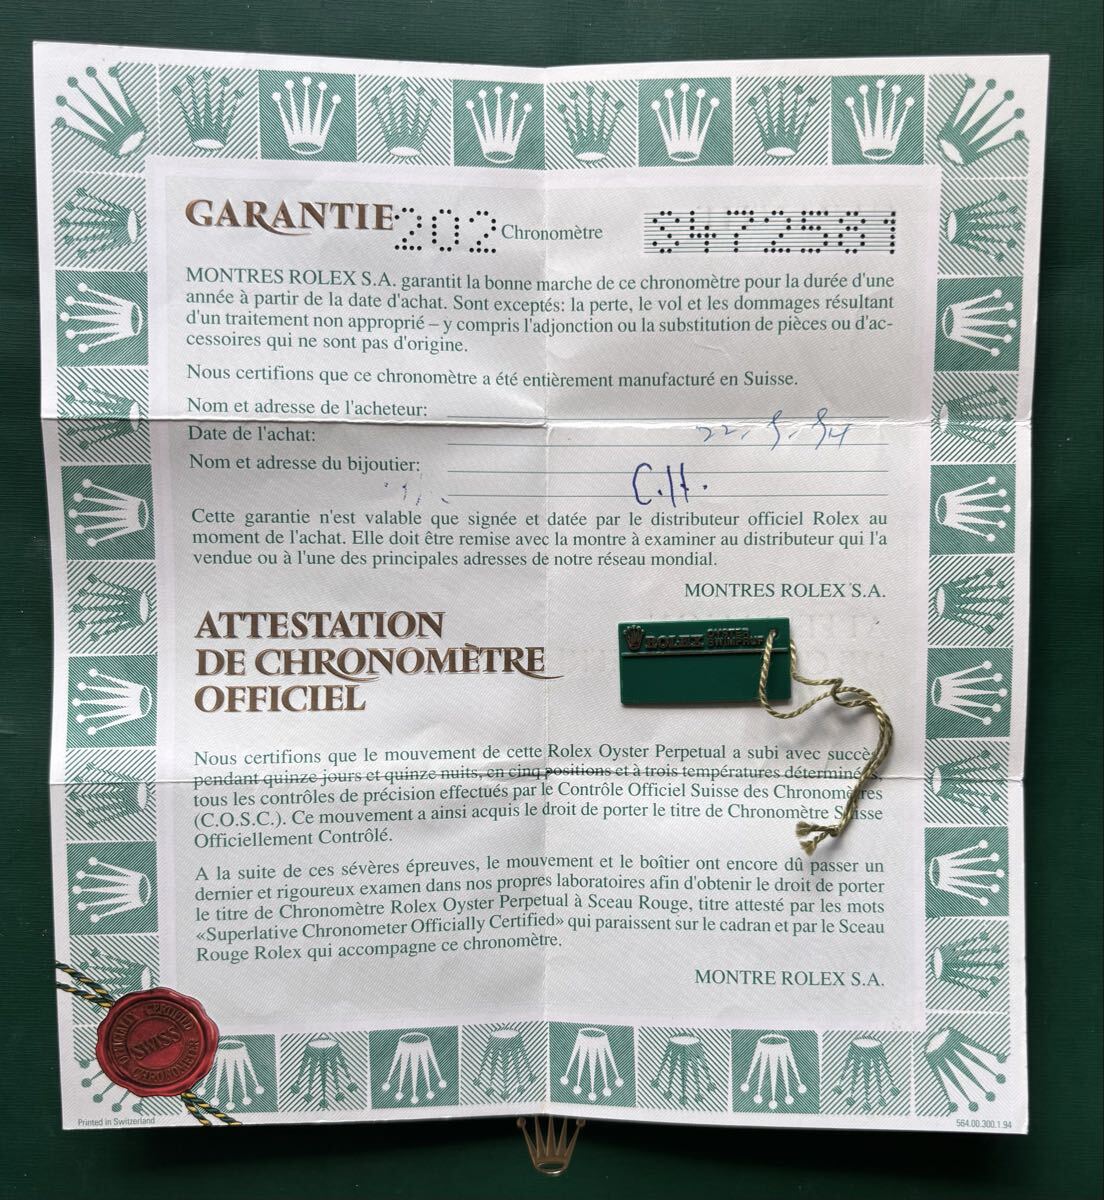 GARANTIE 202 Chronomètre S472581
MONTRES ROLEX S.A. garantit la bonne marche de ce chronomètre pour la durée d'une
année à partir de la date d'achat. Sont exceptés: la perte, le vol et les dommages résultant
d'un traitement non approprié – y compris l'adjonction ou la substitution de pièces ou d'ac-
cessoires qui ne sont pas d'origine.
Nous certifions que ce chronomètre a été entièrement manufacturé en Suisse.
Nom et adresse de l'acheteur:
Date de l'achat:
Nom et adresse du bijoutier:
C.H.
Cette garantie n'est valable que signée et datée par le distributeur officiel Rolex au
moment de l'achat. Elle doit être remise avec la montre à examiner au distributeur qui l'a
vendue ou à l'une des principales adresses de notre réseau mondial.
MONTRES ROLEX S.A.
ATTESTATION
DE CHRONOMÈTRE
OFFICIEL
ROLEX OYSTER
SWIMPRUF
Nous certifions que le mouvement de cette Rolex Oyster Perpetual a subi avec succès
pendant quinze jours et quinze nuits, en cinq positions et à trois températures déterminées,
tous les contrôles de précision effectués par le Contrôle Officiel Suisse des Chronomètres
(C.O.S.C.). Ce mouvement a ainsi acquis le droit de porter le titre de Chronomètre Suisse
Officiellement Contrôlé.
A la suite de ces sévères épreuves, le mouvement et le boîtier ont encore dû passer un
dernier et rigoureux examen dans nos propres laboratoires afin d'obtenir le droit de porter
le titre de Chronomètre Rolex Oyster Perpetual à Sceau Rouge, titre attesté par les mots
«Superlative Chronometer Officially Certified» qui paraissent sur le cadran et par le Sceau
Rouge Rolex qui accompagne ce chronomètre.
MONTRE ROLEX S.A.
OFFICIALLY CERTIFIED
SWISS
CHRONOMETER
Printed in Switzerland
564.00.300.1.94